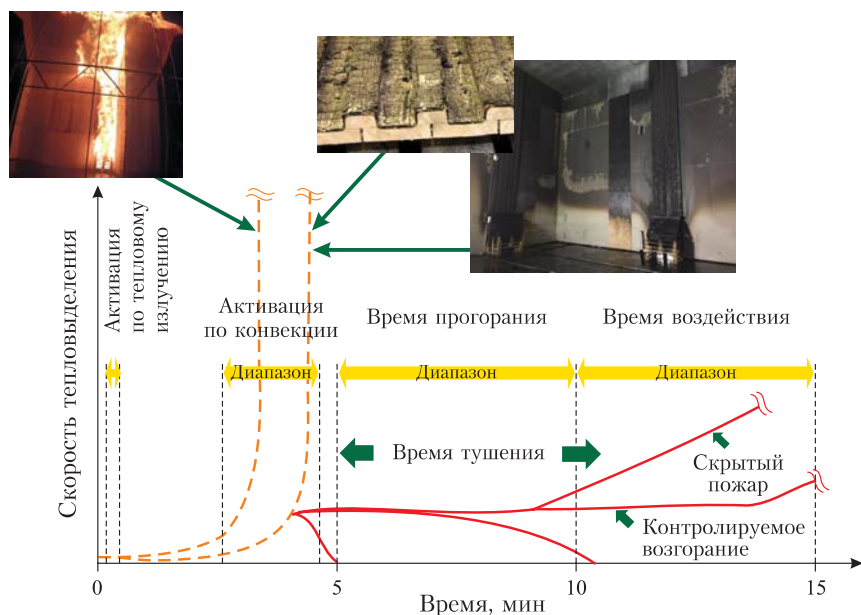 Скорость тепловыделения
Активация
по тепловому
излучению
Активация
по конвекции
Время прогорания
Время воздействия
Диапазон
Диапазон
Диапазон
Время тушения
Скрытый
пожар
Контролируемое
возгорание
0
5
10
15
Время, мин